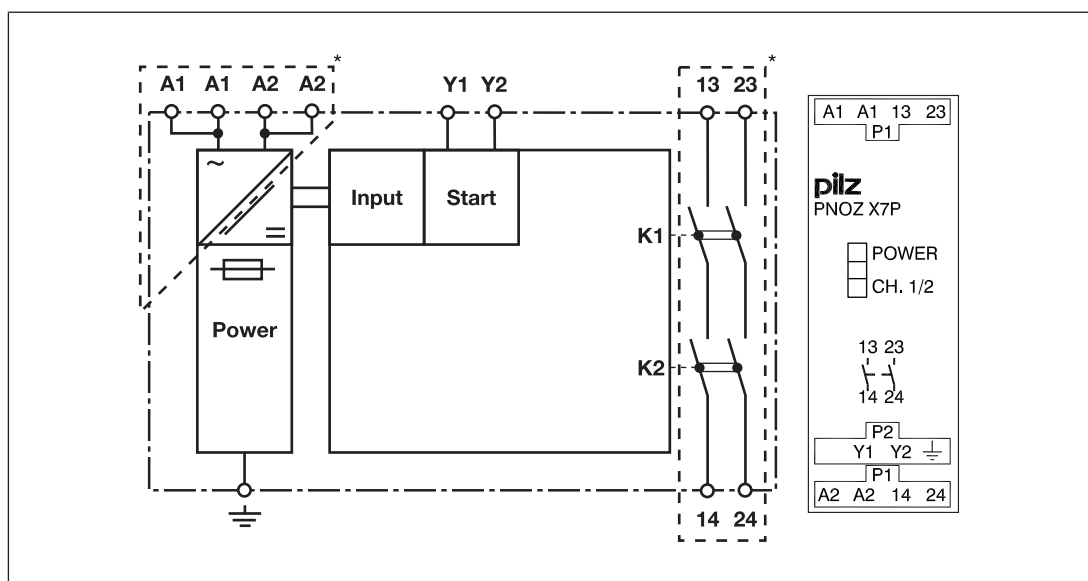 * *
A1 A1 A2 A2 Y1 Y2 13 23
~
Input Start
=
K1
Power
K2
14 24
A1 A1 13 23
P1
pilz
PNOZ X7P
POWER
CH. 1/2
13 23
14 24
P2
Y1 Y2
P1
A2 A2 14 24